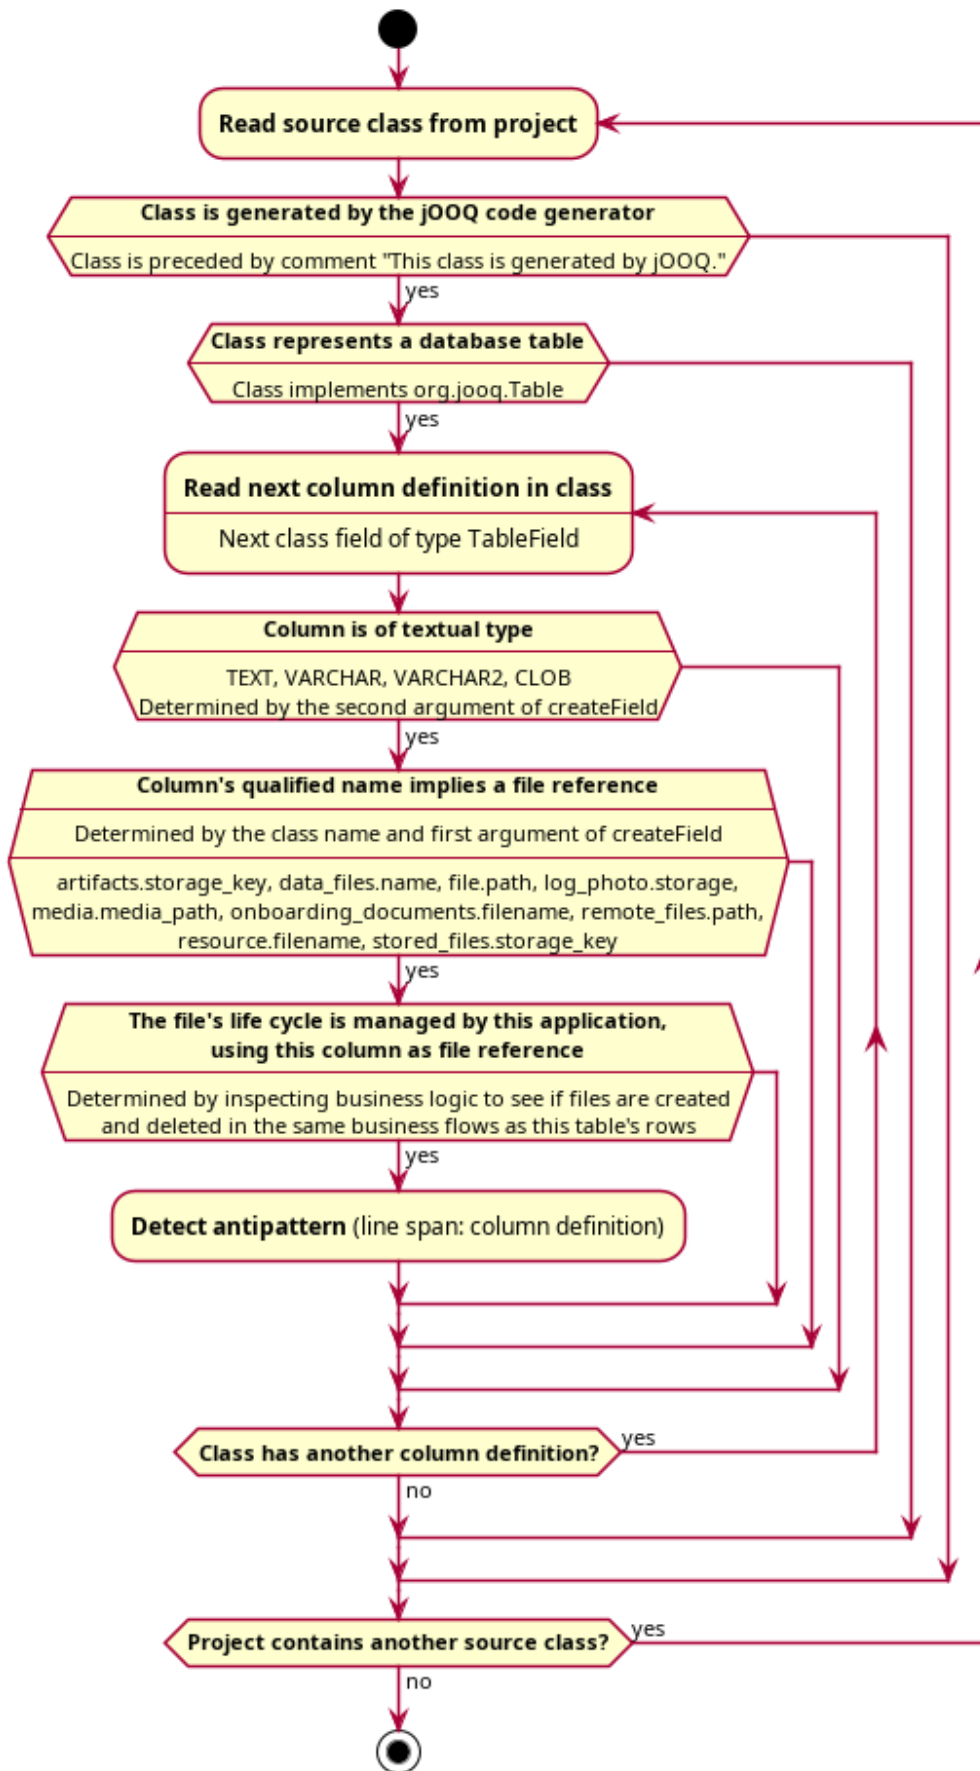 Read source class from project
Class is generated by the jOOQ code generator
Class is preceded by comment "This class is generated by jOOQ."
yes
Class represents a database table
Class implements org.jooq.Table
yes
Read next column definition in class
Next class field of type TableField
Column is of textual type
TEXT, VARCHAR, VARCHAR2, CLOB
Determined by the second argument of createField
yes
Column's qualified name implies a file reference
Determined by the class name and first argument of createField
artifacts.storage_key, data_files.name, file.path, log_photo.storage,
media.media_path, onboarding_documents.filename, remote_files.path,
resource.filename, stored_files.storage_key
yes
The file's life cycle is managed by this application,
using this column as file reference
Determined by inspecting business logic to see if files are created
and deleted in the same business flows as this table's rows
yes
Detect antipattern (line span: column definition)
Class has another column definition?
yes
no
Project contains another source class?
yes
no